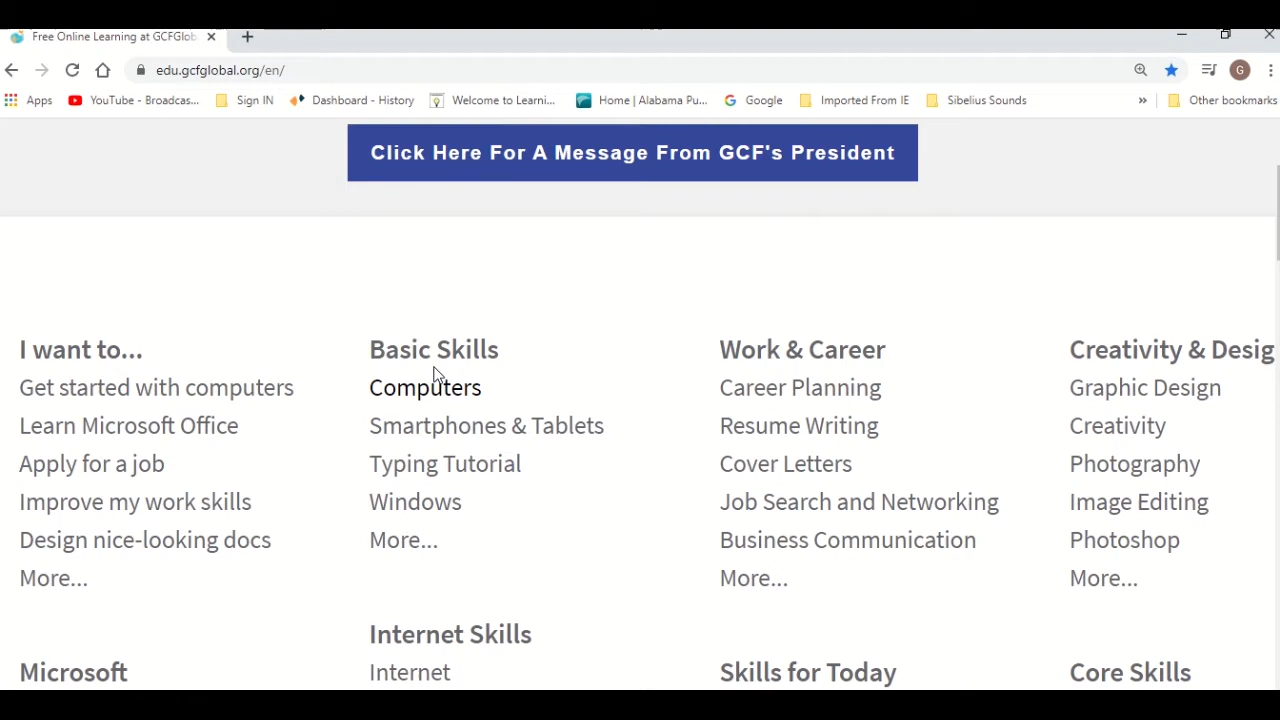 Free Online Learning at GCFGlob
edu.gcfglobal.org/en/
G
Apps YouTube - Broadcas... Sign IN Dashboard - History Welcome to Learni... Home | Alabama Pu... Google Imported From IE Sibelius Sounds » Other bookmarks
Click Here For A Message From GCF's President
I want to...
Get started with computers
Learn Microsoft Office
Apply for a job
Improve my work skills
Design nice-looking docs
More...
Microsoft
Basic Skills
Computers
Smartphones & Tablets
Typing Tutorial
Windows
More...
Internet Skills
Internet
Work & Career
Career Planning
Resume Writing
Cover Letters
Job Search and Networking
Business Communication
More...
Skills for Today
Creativity & Desig
Graphic Design
Creativity
Photography
Image Editing
Photoshop
More...
Core Skills